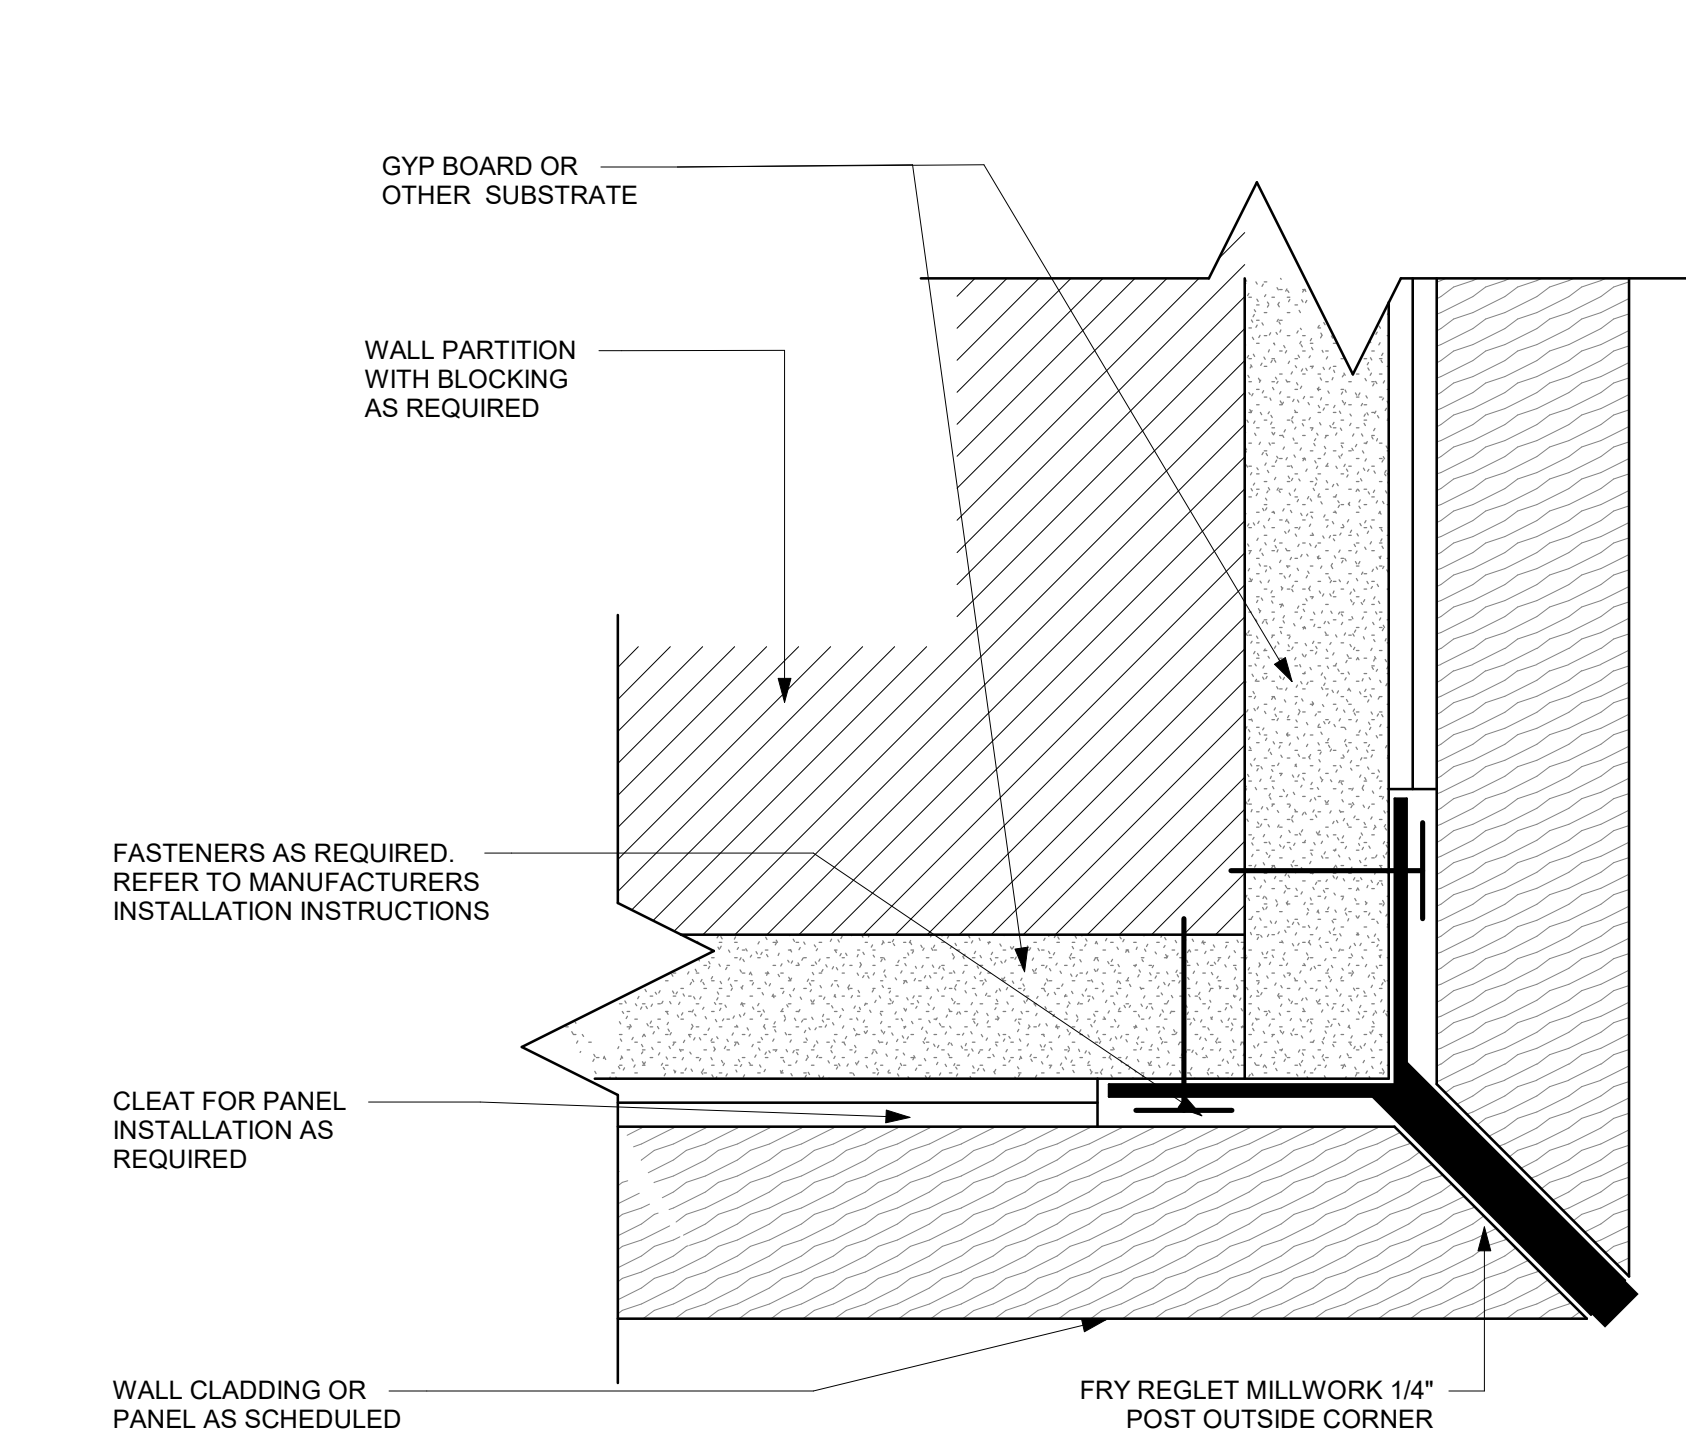 GYP BOARD OR
OTHER SUBSTRATE
WALL PARTITION
WITH BLOCKING
AS REQUIRED
FASTENERS AS REQUIRED.
REFER TO MANUFACTURERS
INSTALLATION INSTRUCTIONS
CLEAT FOR PANEL
INSTALLATION AS
REQUIRED
WALL CLADDING OR
PANEL AS SCHEDULED
FRY REGLET MILLWORK 1/4"
POST OUTSIDE CORNER